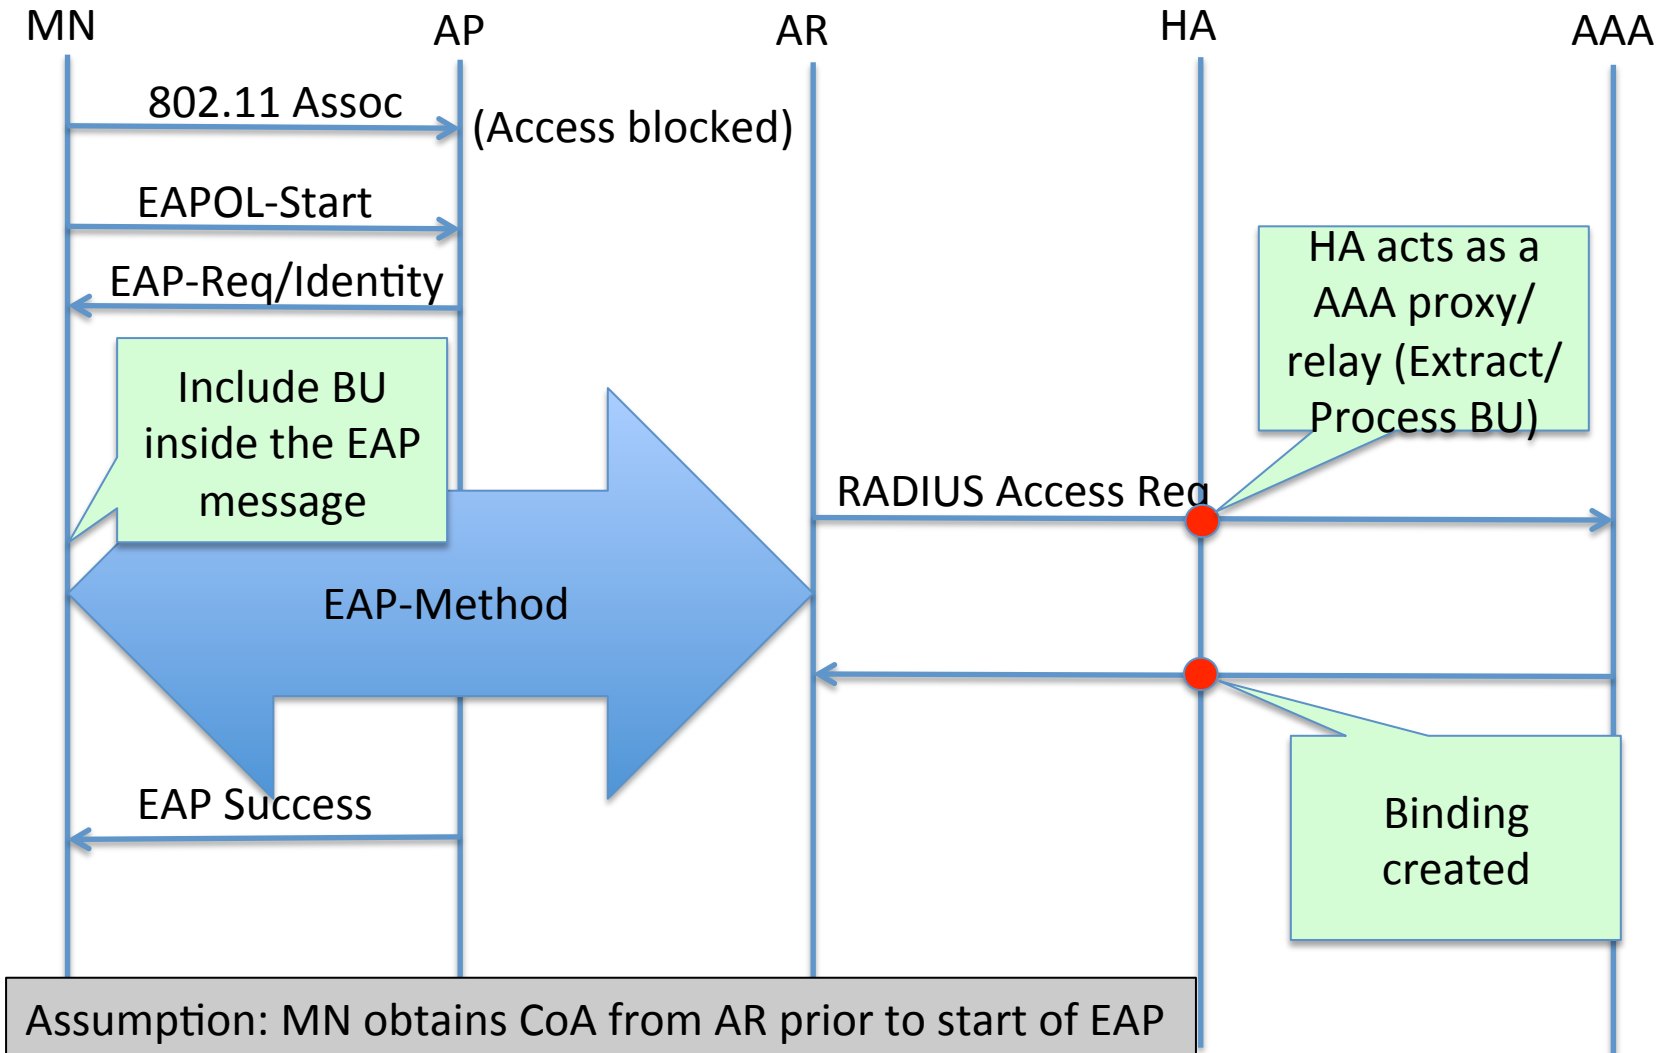 MN
AP
AR
HA
AAA
802.11 Assoc
(Access blocked)
EAPOL-Start
EAP-Req/Identity
HA acts as a
AAA proxy/
relay (Extract/
Process BU)
Include BU
inside the EAP
message
RADIUS Access Req
EAP-Method
EAP Success
Binding
created
Assumption: MN obtains CoA from AR prior to start of EAP